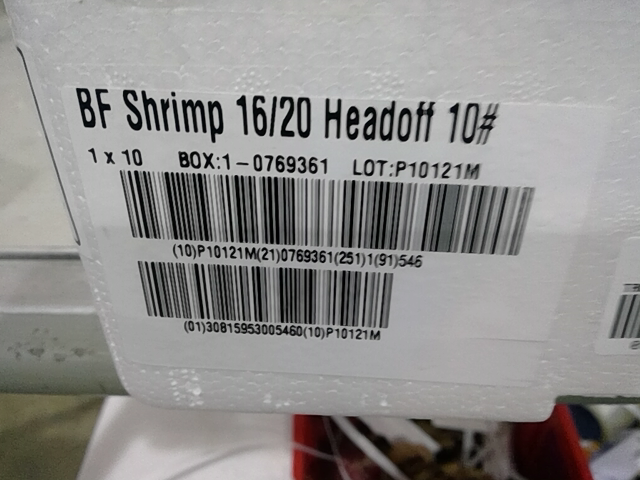 BF Shrimp 16/20 Headoff 10#
1 x 10 BOX:1-0769361 LOT:P10121M
(10)P10121M(21)0769361(251)1(91)546
(01)30815953005460(10)P10121M